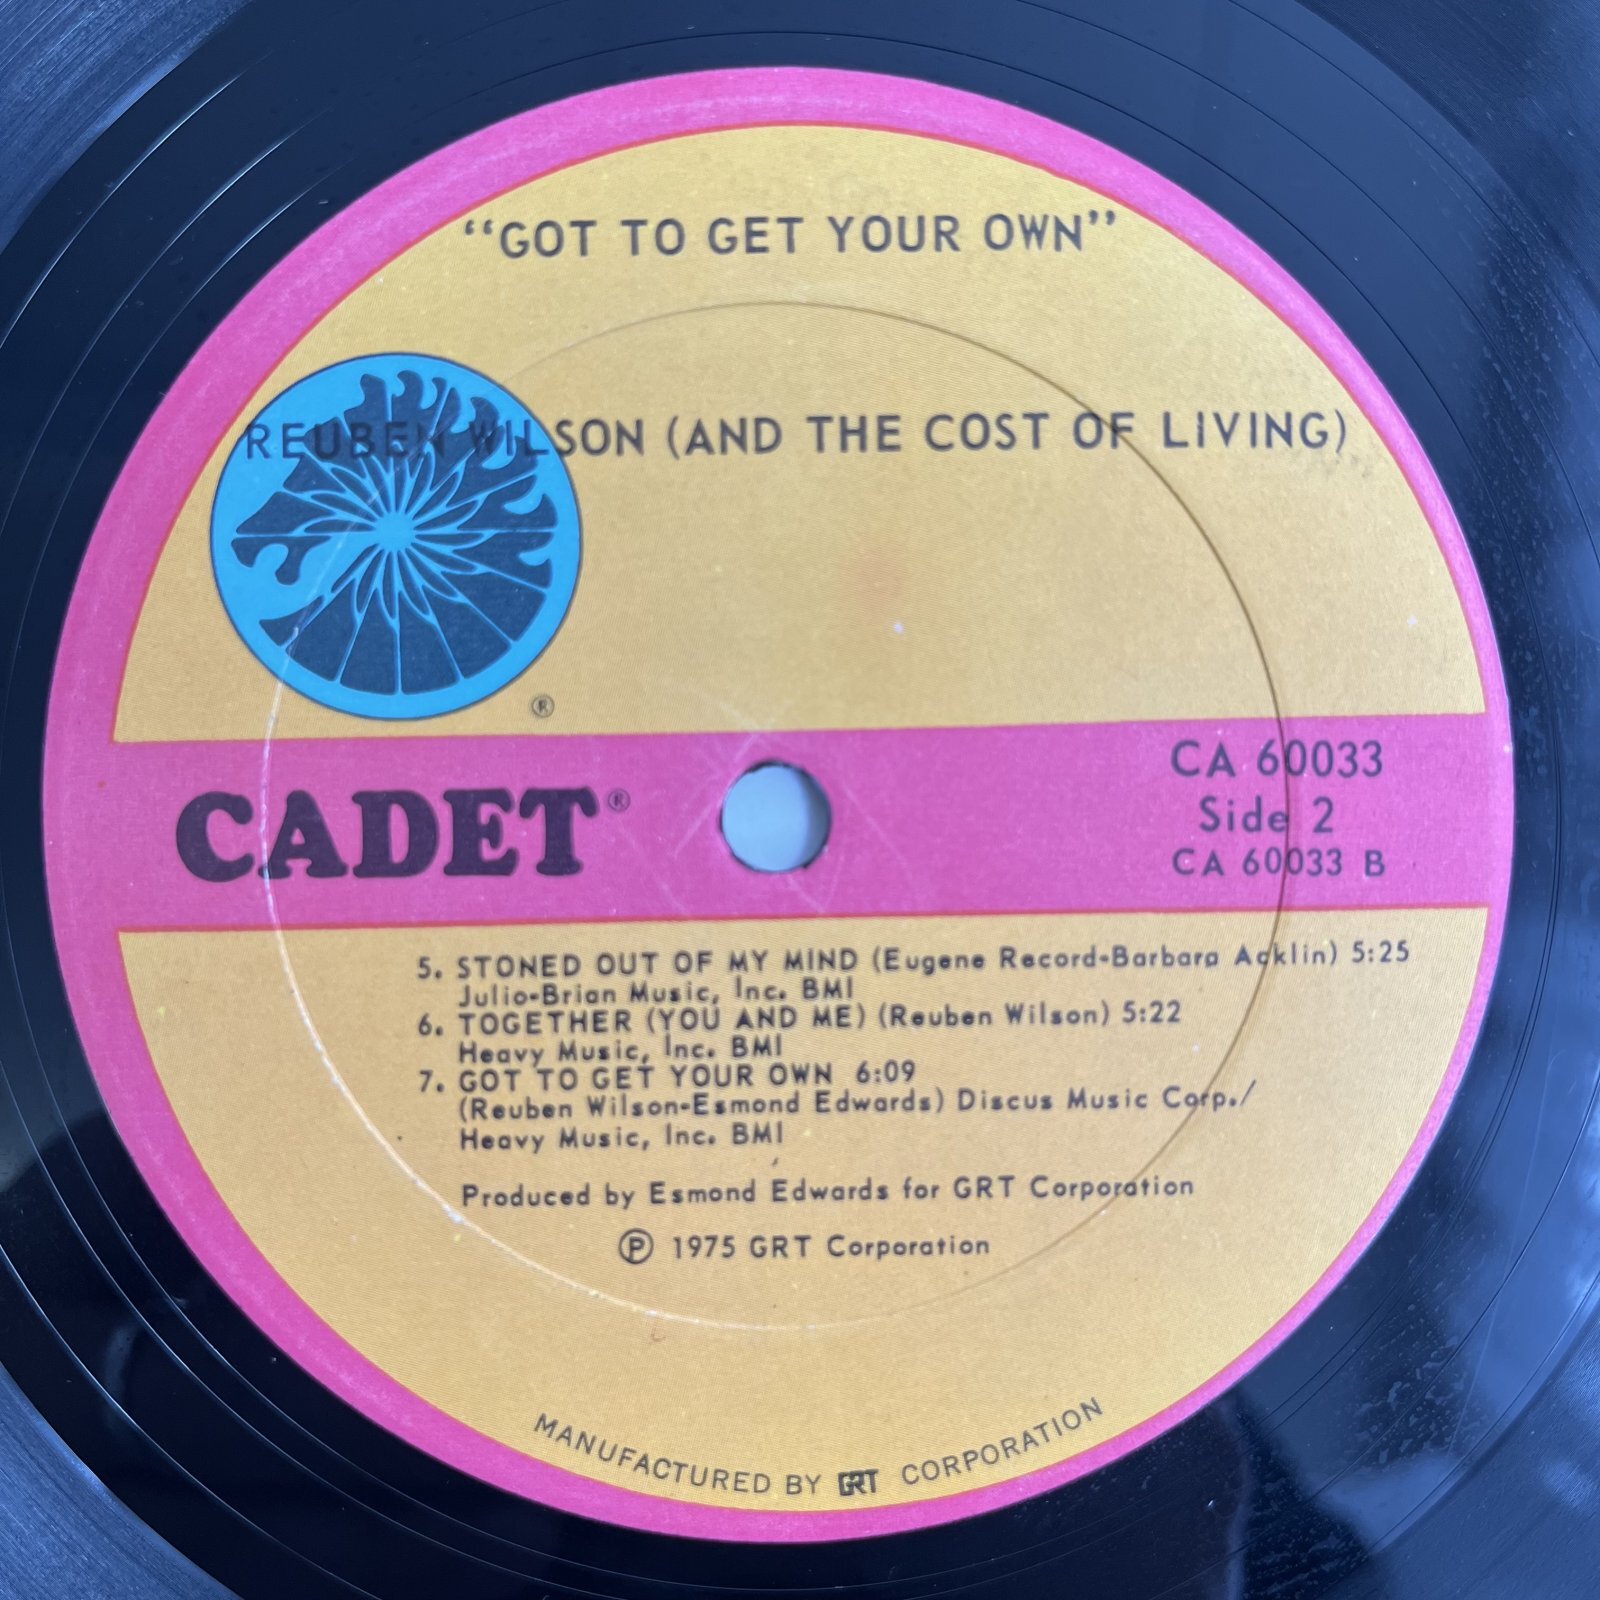 “GOT TO GET YOUR OWN”
REUBEN WILSON (AND THE COST OF LIVING)
®
CADET®
CA 60033
Side 2
CA 60033 B
5. STONED OUT OF MY MIND (Eugene Record-Barbara Acklin) 5:25
Julio-Brian Music, Inc. BMI
6. TOGETHER (YOU AND ME) (Reuben Wilson) 5:22
Heavy Music, Inc. BMI
7. GOT TO GET YOUR OWN 6:09
(Reuben Wilson-Esmond Edwards) Discus Music Corp./
Heavy Music, Inc. BMI
Produced by Esmond Edwards for GRT Corporation
Ⓟ 1975 GRT Corporation
MANUFACTURED BY GRT CORPORATION